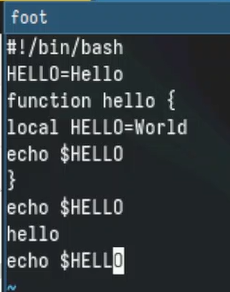 foot
#!/bin/bash
HELLO=Hello
function hello {
local HELLO=World
echo $HELLO
}
echo $HELLO
hello
echo $HELLO
~